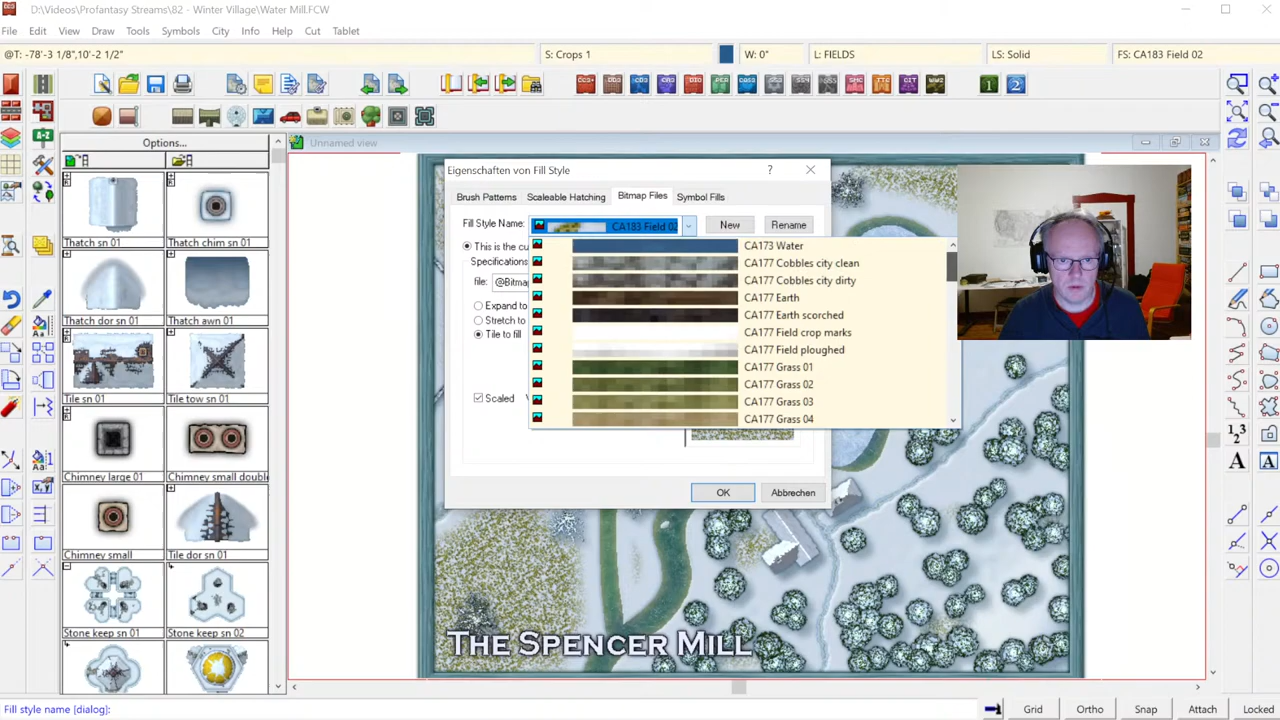 D:\Videos\Profantasy Streams\82 - Winter Village\Water Mill.FCW
File Edit View Draw Tools Symbols City Info Help Cut Tablet
@T: -78'-3 1/8",10'-2 1/2" S: Crops 1 W: 0" L: FIELDS LS: Solid FS: CA183 Field 02
Options...
Unnamed view
Thatch sn 01
Thatch chim sn 01
Thatch dor sn 01
Thatch awn 01
Tile sn 01
Tile tow sn 01
Chimney large 01
Chimney small double
Chimney small
Tile dor sn 01
Stone keep sn 01
Stone keep sn 02
Eigenschaften von Fill Style
Brush Patterns Scaleable Hatching Bitmap Files Symbol Fills
Fill Style Name: CA183 Field 02 New Rename
This is the cu
Specifications
file: @Bitmap
Expand to
Stretch to
Tile to fill
Scaled
CA173 Water
CA177 Cobbles city clean
CA177 Cobbles city dirty
CA177 Earth
CA177 Earth scorched
CA177 Field crop marks
CA177 Field ploughed
CA177 Grass 01
CA177 Grass 02
CA177 Grass 03
CA177 Grass 04
OK Abbrechen
THE SPENCER MILL
Fill style name [dialog]:
Grid Ortho Snap Attach Locked